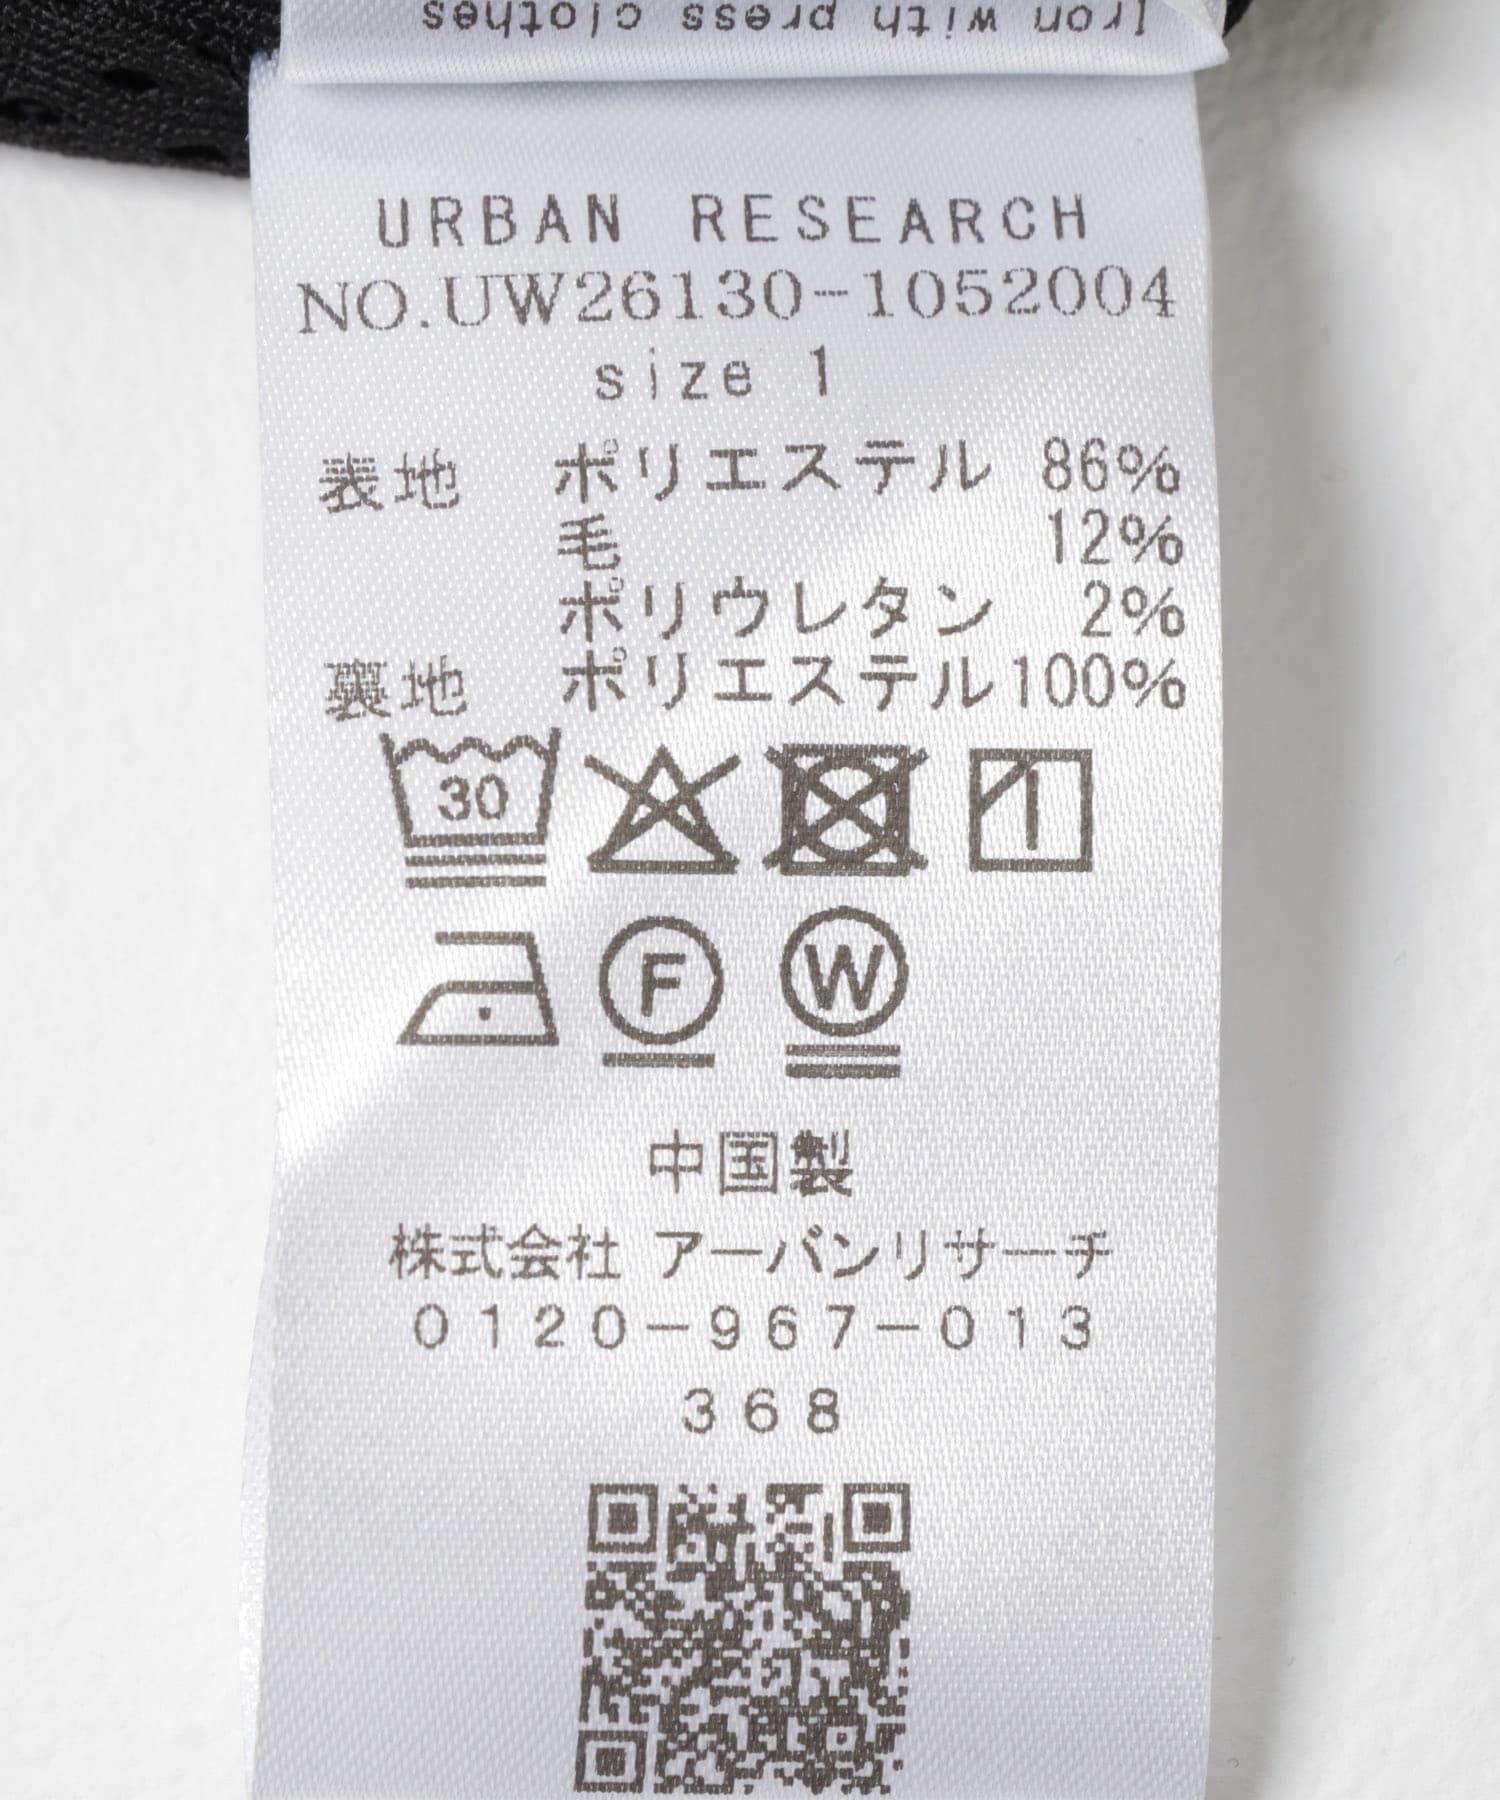 Iron with press clothes
URBAN RESEARCH
NO.UW26130-1052004
size 1
表地 ポリエステル 86%
毛 12%
ポリウレタン 2%
裏地 ポリエステル100%
30
F W
中国製
株式会社 アーバンリサーチ
0120-967-013
368